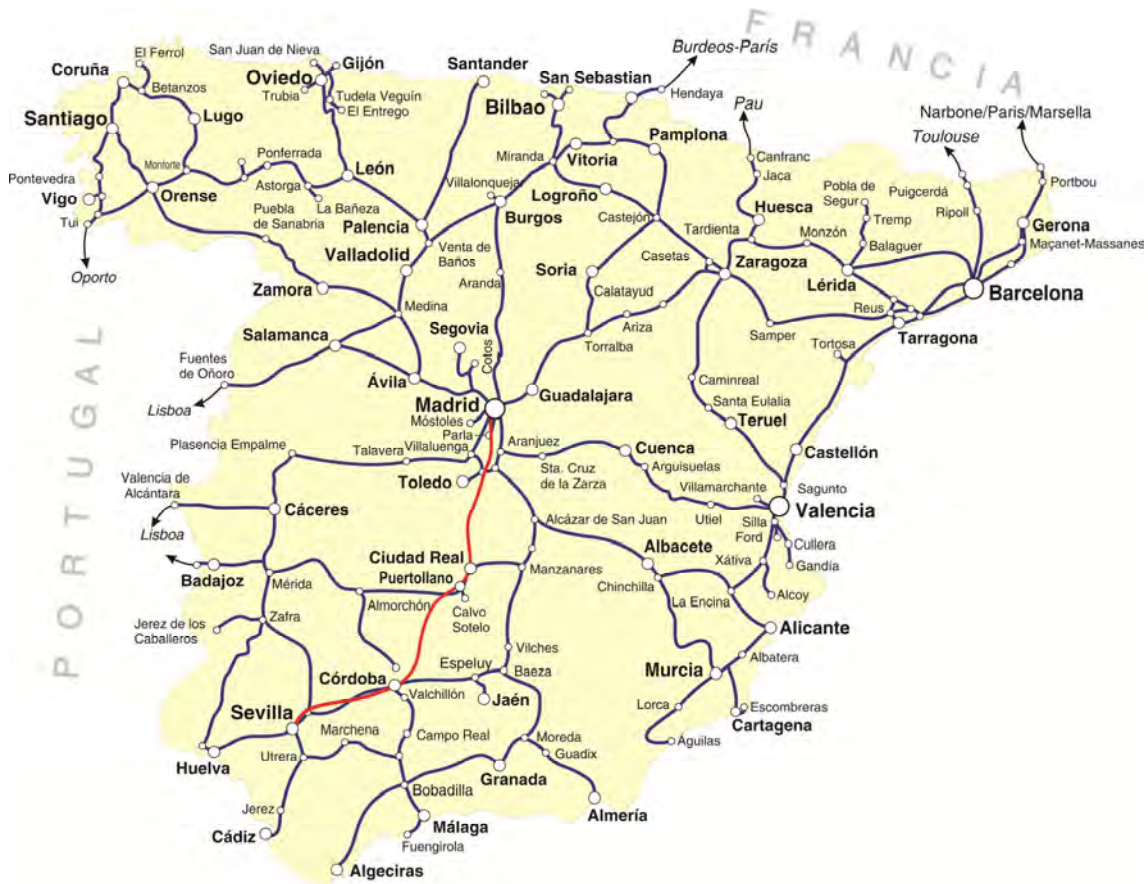 FRANCIA
PORTUGAL
El Ferrol
San Juan de Nieva
Gijón
Coruña
Betanzos
Oviedo
Trubia
Tudela Veguín
El Entrego
Santander
San Sebastian
Burdeos-París
Hendaya
Bilbao
Santiago
Lugo
Pau
Narbone/Paris/Marsella
Toulouse
Monforte
Ponferrada
León
Miranda
Vitoria
Pamplona
Canfranc
Jaca
Pontevedra
Vigo
Tui
Orense
Astorga
La Bañeza
Puebla
de Sanabria
Palencia
Villalonquejar
Burgos
Logroño
Castejón
Huesca
Tardienta
Pobla de
Segur
Puigcerdá
Portbou
Tremp
Ripoll
Gerona
Maçanet-Massanes
Monzón
Balaguer
Oporto
Valladolid
Venta de
Baños
Aranda
Soria
Casetas
Zaragoza
Lérida
Barcelona
Zamora
Medina
Calatayud
Ariza
Torralba
Samper
Reus
Tarragona
Tortosa
Salamanca
Segovia
Cotos
Fuentes
de Oñoro
Lisboa
Ávila
Madrid
Guadalajara
Caminreal
Santa Eulalia
Teruel
Móstoles
Parla
Villaluenga
Aranjuez
Plasencia Empalme
Talavera
Toledo
Cuenca
Arguisuelas
Sta. Cruz
de la Zarza
Castellón
Valencia de
Alcántara
Lisboa
Cáceres
Villamarchante
Sagunto
Valencia
Utiel
Silla
Ford
Cullera
Gandía
Alcázar de San Juan
Albacete
Xátiva
Badajoz
Ciudad Real
Puertollano
Manzanares
Chinchilla
La Encina
Alcoy
Mérida
Almorchón
Calvo
Sotelo
Jerez de los
Caballeros
Zafra
Alicante
Albatera
Vilches
Espeluy
Baeza
Murcia
Córdoba
Valchillón
Jaén
Sevilla
Lorca
Escombreras
Cartagena
Águilas
Marchena
Campo Real
Moreda
Guadix
Huelva
Utrera
Granada
Bobadilla
Jerez
Almería
Cádiz
Málaga
Fuengirola
Algeciras